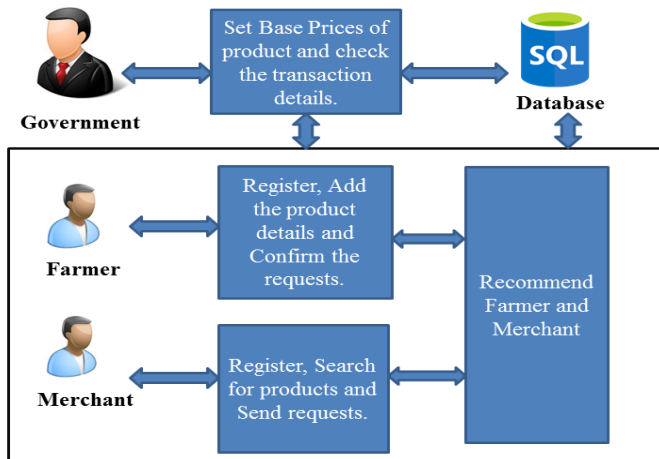 Set Base Prices of
product and check
the transaction
details.
SQL
Database
Government
Register, Add
the product
details and
Confirm the
requests.
Farmer
Recommend
Farmer and
Merchant
Register, Search
for products and
Send requests.
Merchant